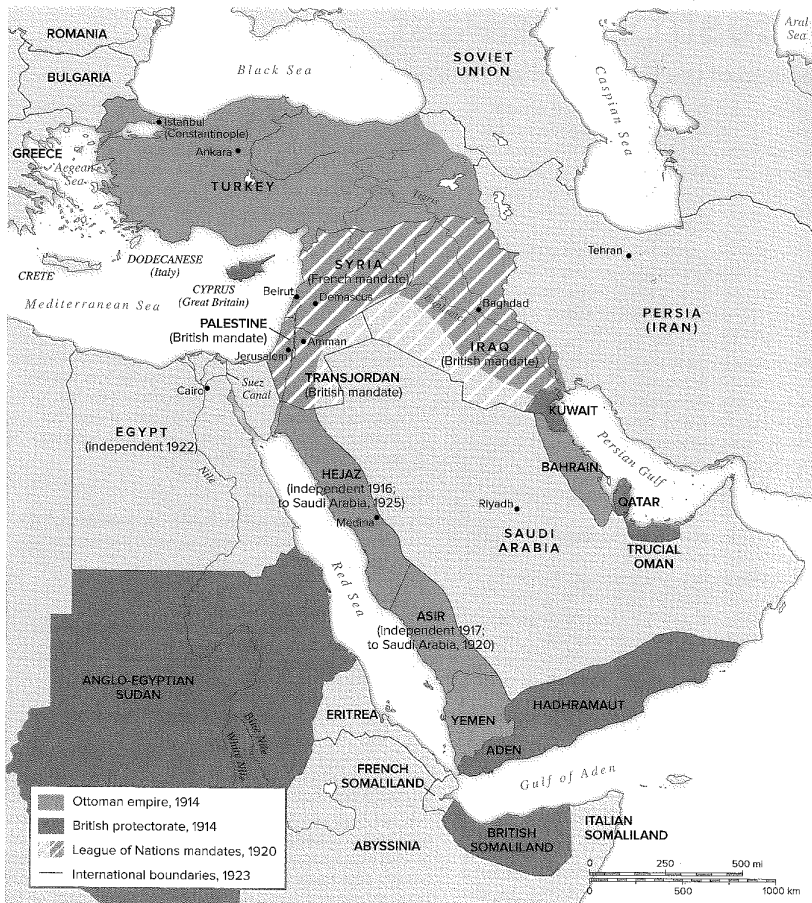 ROMANIA
BULGARIA
Black Sea
SOVIET
UNION
Caspian Sea
Aral
Sea
Istanbul
(Constantinople)
Ankara
GREECE
Aegean
Sea
TURKEY
Tigris
DODECANESE
(Italy)
CRETE
CYPRUS
(Great Britain)
Mediterranean Sea
SYRIA
(French mandate)
Beirut
Damascus
Euphrates
Baghdad
Tehran
PERSIA
(IRAN)
PALESTINE
(British mandate)
Amman
Jerusalem
IRAQ
(British mandate)
TRANSJORDAN
(British mandate)
Suez
Canal
Cairo
EGYPT
(independent 1922)
Nile
KUWAIT
Persian Gulf
BAHRAIN
QATAR
TRUCIAL
OMAN
HEJAZ
(independent 1916;
to Saudi Arabia, 1925)
Medina
Riyadh
SAUDI
ARABIA
Red Sea
ASIR
(independent 1917;
to Saudi Arabia, 1920)
ANGLO-EGYPTIAN
SUDAN
Blue Nile
White Nile
ERITREA
YEMEN
HADHRAMAUT
ADEN
Gulf of Aden
FRENCH
SOMALILAND
ABYSSINIA
BRITISH
SOMALILAND
ITALIAN
SOMALILAND
Ottoman empire, 1914
British protectorate, 1914
League of Nations mandates, 1920
International boundaries, 1923
0 250 500 mi
0 500 1000 km